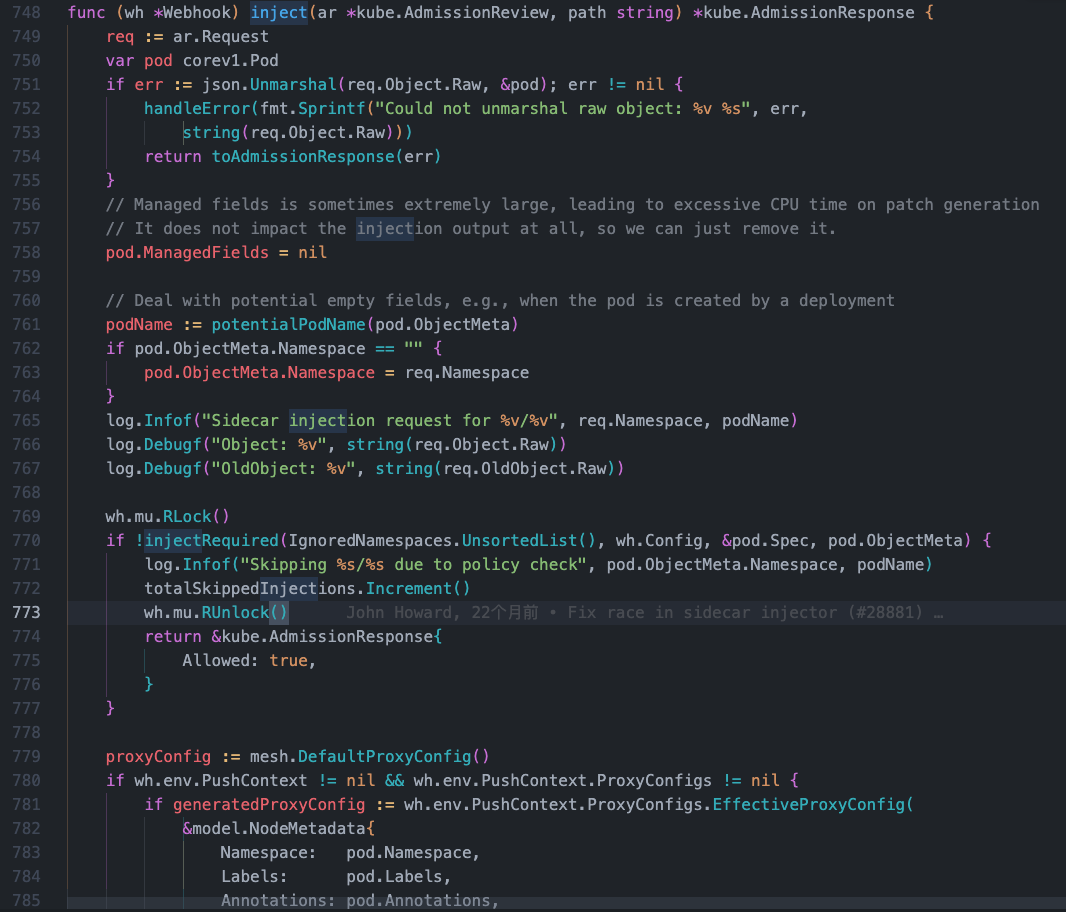 748 func (wh *Webhook) inject(ar *kube.AdmissionReview, path string) *kube.AdmissionResponse {
749     req := ar.Request
750     var pod corev1.Pod
751     if err := json.Unmarshal(req.Object.Raw, &pod); err != nil {
752         handleError(fmt.Sprintf("Could not unmarshal raw object: %v %s", err,
753             string(req.Object.Raw)))
754         return toAdmissionResponse(err)
755     }
756     // Managed fields is sometimes extremely large, leading to excessive CPU time on patch generation
757     // It does not impact the injection output at all, so we can just remove it.
758     pod.ManagedFields = nil
759
760     // Deal with potential empty fields, e.g., when the pod is created by a deployment
761     podName := potentialPodName(pod.ObjectMeta)
762     if pod.ObjectMeta.Namespace == "" {
763         pod.ObjectMeta.Namespace = req.Namespace
764     }
765     log.Infof("Sidecar injection request for %v/%v", req.Namespace, podName)
766     log.Debugf("Object: %v", string(req.Object.Raw))
767     log.Debugf("OldObject: %v", string(req.OldObject.Raw))
768
769     wh.mu.RLock()
770     if !injectRequired(IgnoredNamespaces.UnsortedList(), wh.Config, &pod.Spec, pod.ObjectMeta) {
771         log.Infof("Skipping %s/%s due to policy check", pod.ObjectMeta.Namespace, podName)
772         totalSkippedInjections.Increment()
773         wh.mu.RUnlock()      John Howard, 22个月前 • Fix race in sidecar injector (#28881) …
774         return &kube.AdmissionResponse{
775             Allowed: true,
776         }
777     }
778
779     proxyConfig := mesh.DefaultProxyConfig()
780     if wh.env.PushContext != nil && wh.env.PushContext.ProxyConfigs != nil {
781         if generatedProxyConfig := wh.env.PushContext.ProxyConfigs.EffectiveProxyConfig(
782             &model.NodeMetadata{
783                 Namespace:   pod.Namespace,
784                 Labels:      pod.Labels,
785                 Annotations: pod.Annotations,